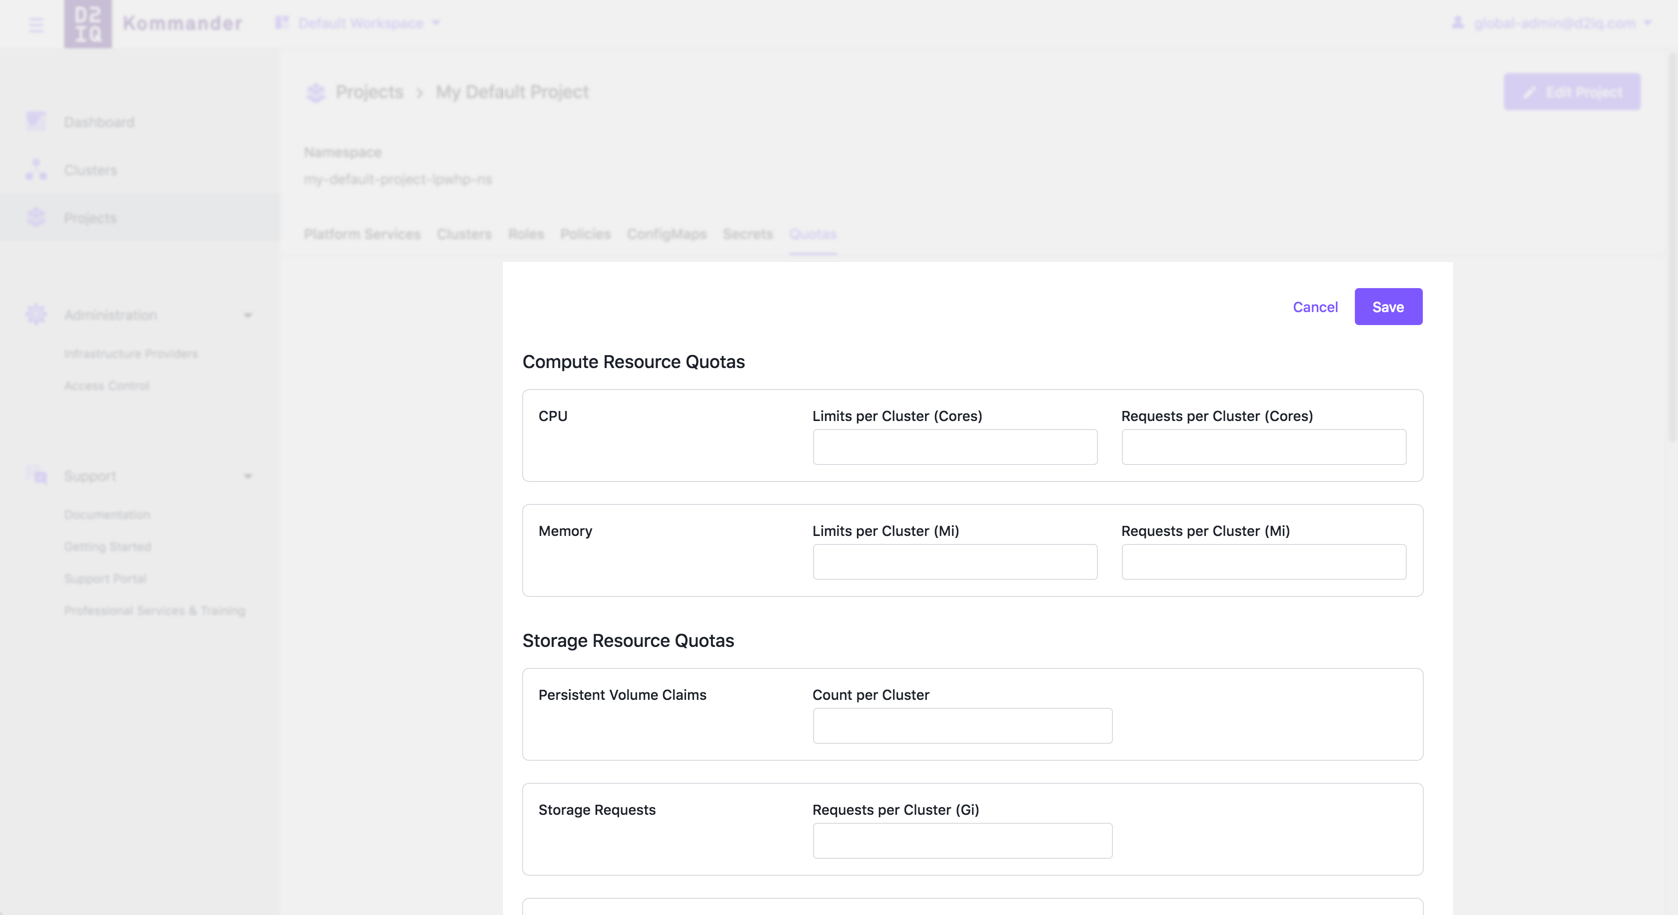 D2
IQ
Kommander
Default Workspace
global-admin@d2iq.com
Projects > My Default Project
Edit Project
Dashboard
Clusters
Projects
Administration
Infrastructure Providers
Access Control
Support
Documentation
Getting Started
Support Portal
Professional Services & Training
Namespace
my-default-project-lpwhp-ns
Platform Services Clusters Roles Policies ConfigMaps Secrets Quotas
Cancel Save
Compute Resource Quotas
CPU Limits per Cluster (Cores) Requests per Cluster (Cores)
Memory Limits per Cluster (Mi) Requests per Cluster (Mi)
Storage Resource Quotas
Persistent Volume Claims Count per Cluster
Storage Requests Requests per Cluster (Gi)